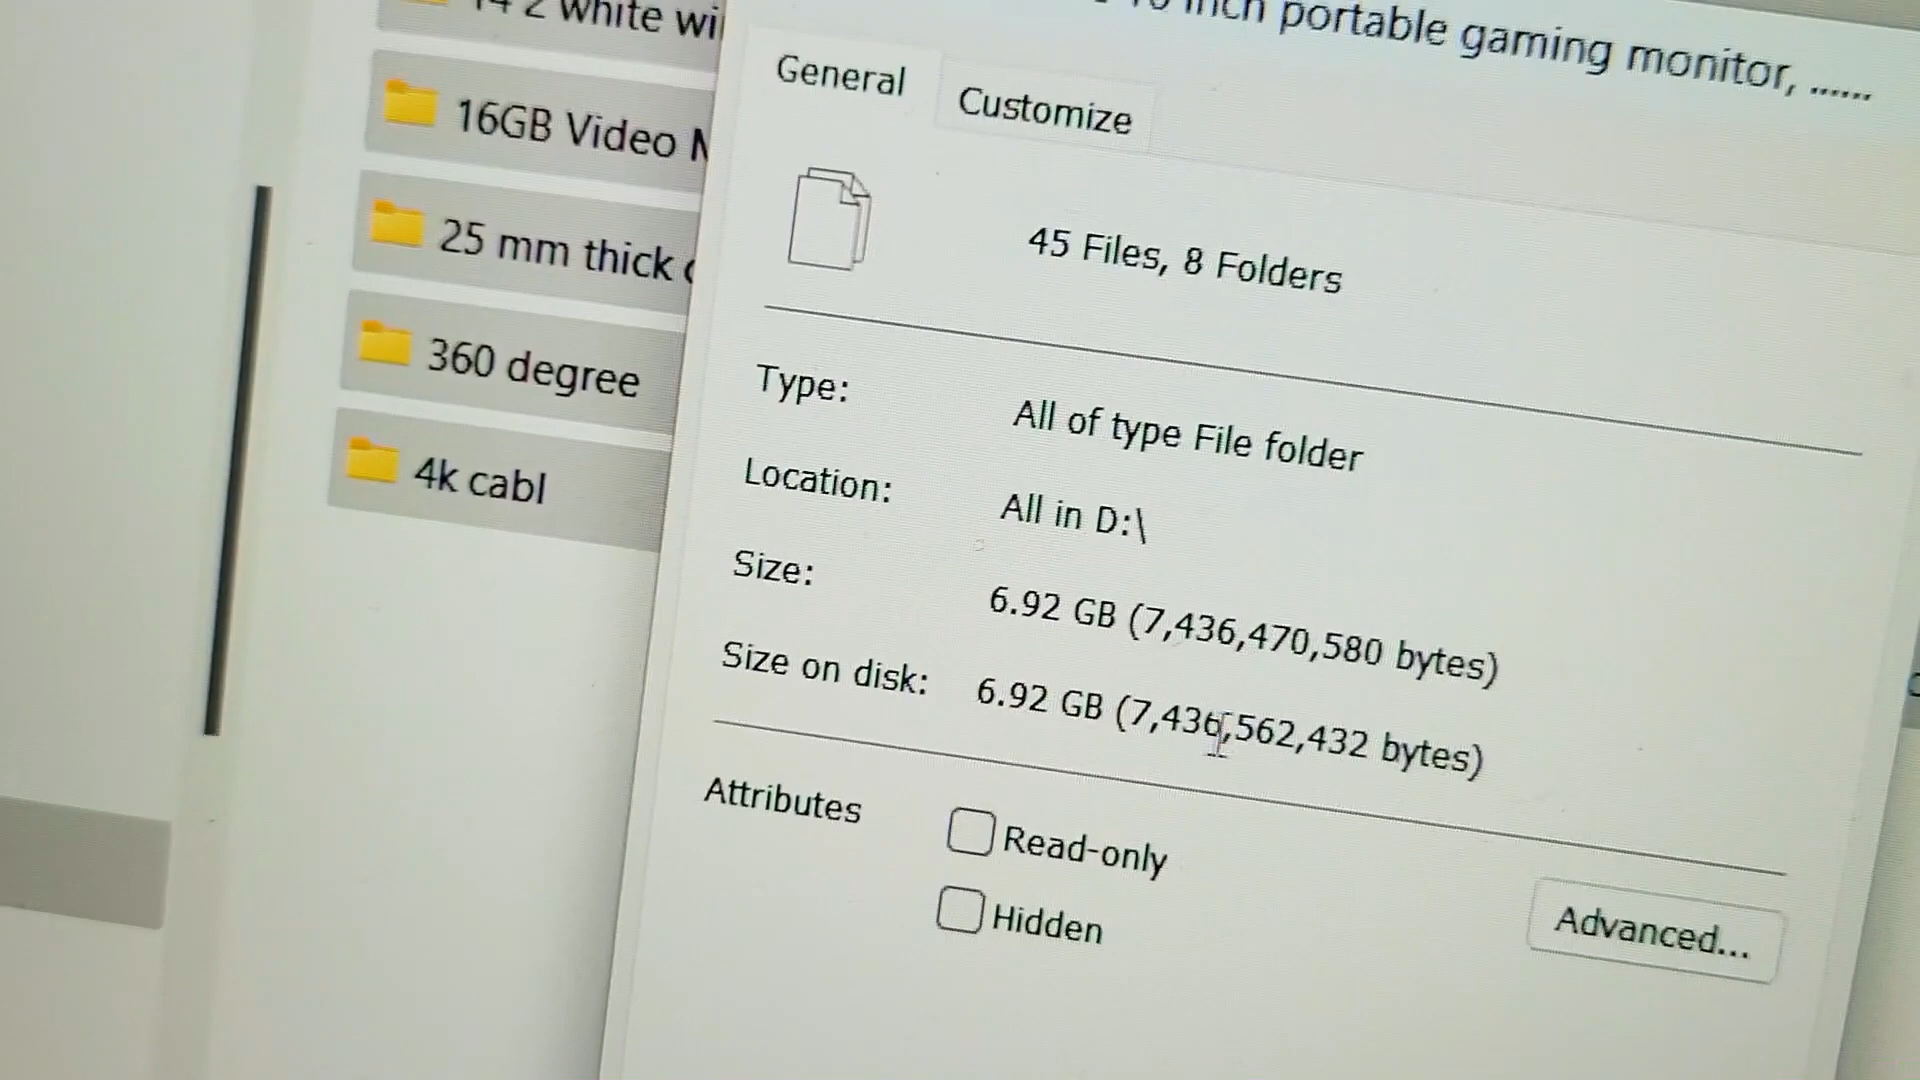 2 white wi
16GB Video
25 mm thick
360 degree
4k cabl
inch portable gaming monitor, ......
General
Customize
45 Files, 8 Folders
Type:
All of type File folder
Location:
All in D:\
Size:
6.92 GB (7,436,470,580 bytes)
Size on disk:
6.92 GB (7,436,562,432 bytes)
Attributes
Read-only
Hidden
Advanced...